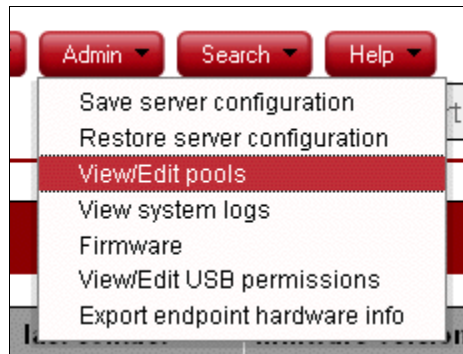 Admin Search Help
Save server configuration
Restore server configuration
View/Edit pools
View system logs
Firmware
View/Edit USB permissions
Export endpoint hardware info